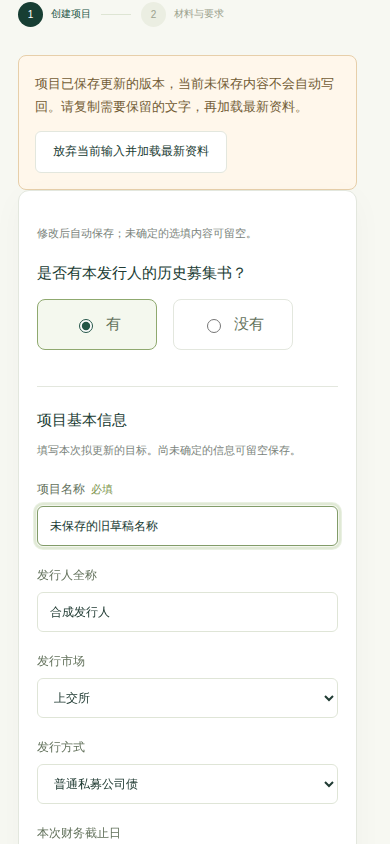 1 创建项目 2 材料与要求
项目已保存更新的版本，当前未保存内容不会自动写
回。请复制需要保留的文字，再加载最新资料。
放弃当前输入并加载最新资料
修改后自动保存；未确定的选填内容可留空。
是否有本发行人的历史募集书？
有 没有
项目基本信息
填写本次拟更新的目标。尚未确定的信息可留空保存。
项目名称 必填
未保存的旧草稿名称
发行人全称
合成发行人
发行市场
上交所
发行方式
普通私募公司债
本次财务截止日